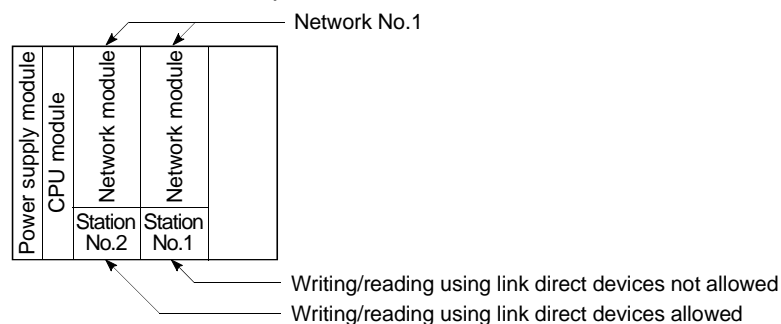 Network No.1
Power supply module
CPU module
Network module
Network module
Station
No.2
Station
No.1
Writing/reading using link direct devices not allowed
Writing/reading using link direct devices allowed